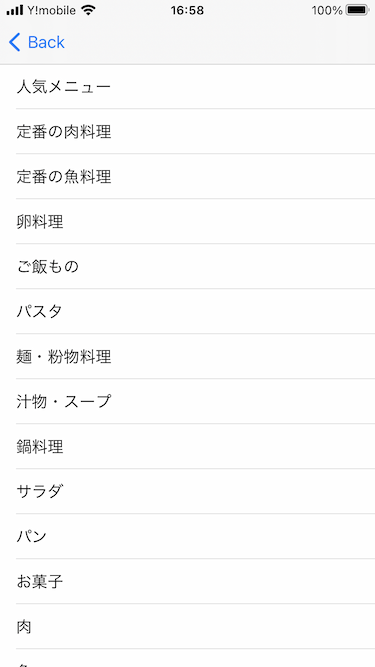 Y!mobile 16:58 100%
Back
人気メニュー
定番の肉料理
定番の魚料理
卵料理
ご飯もの
パスタ
麺・粉物料理
汁物・スープ
鍋料理
サラダ
パン
お菓子
肉